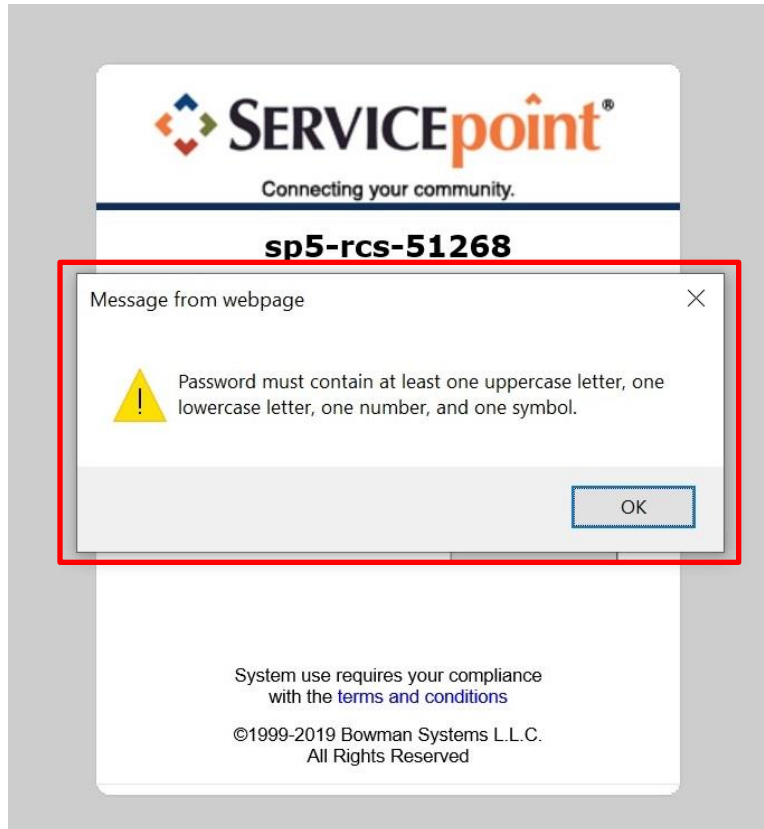 SERVICEpoînt®
Connecting your community.
sp5-rcs-51268
Message from webpage
Password must contain at least one uppercase letter, one
lowercase letter, one number, and one symbol.
OK
System use requires your compliance
with the terms and conditions
©1999-2019 Bowman Systems L.L.C.
All Rights Reserved